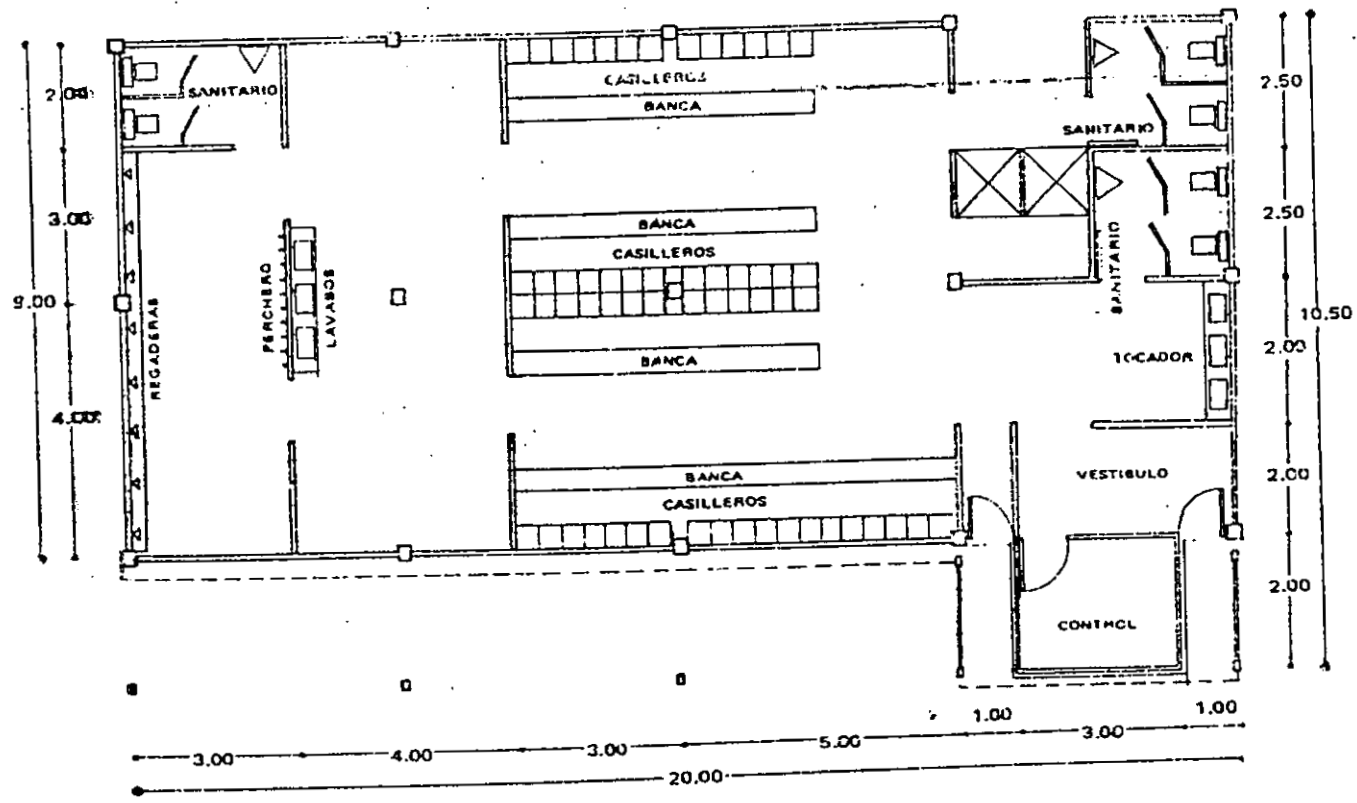 2.00
3.00
9.00
4.00
SANITARIO
CASILLEROS
BANCA
SANITARIO
2.50
2.50
REGADERAS
PERCHERO
LAVABOS
BANCA
CASILLEROS
BANCA
SANITARIO
TOCADOR
2.00
10.50
BANCA
CASILLEROS
VESTIBULO
2.00
2.00
CONTROL
1.00
1.00
3.00
4.00
3.00
5.00
3.00
20.00